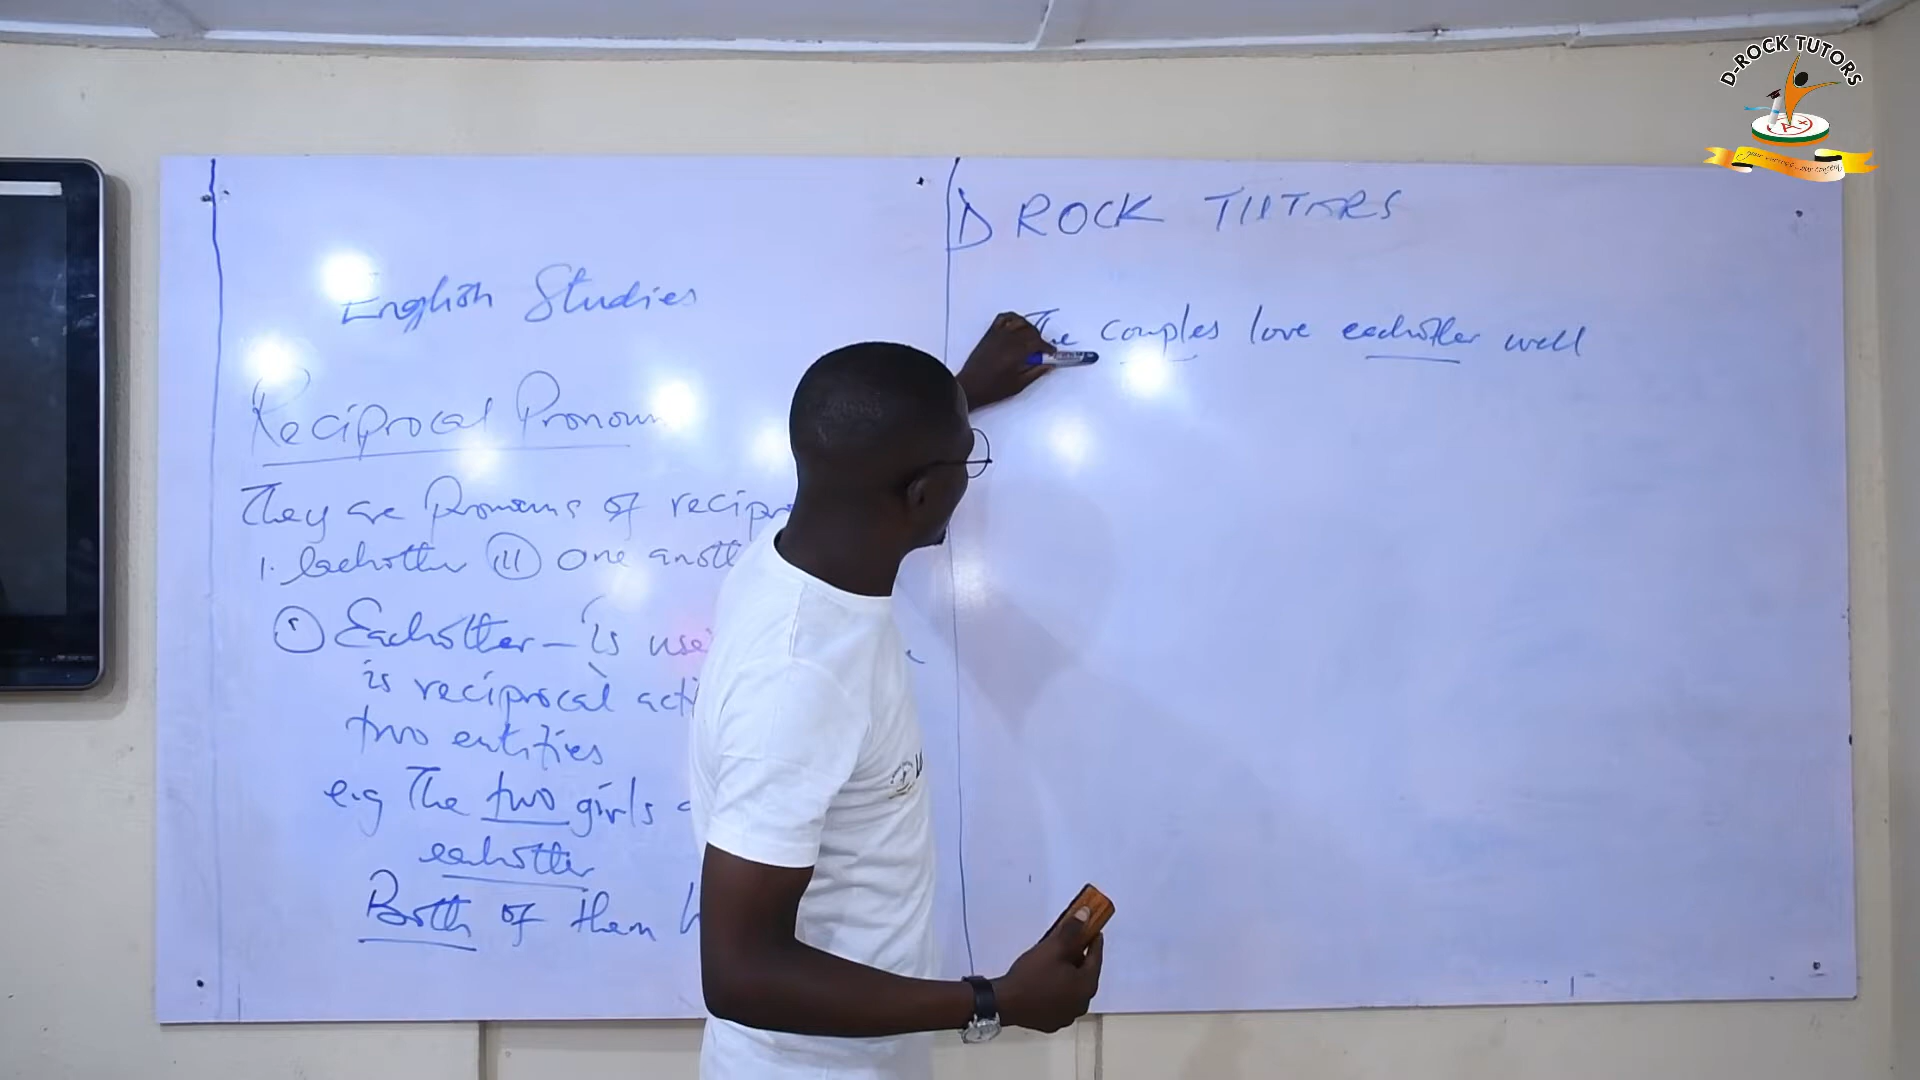 English Studies
Reciprocal Pronoun
They are Pronouns of recipr
1. Eachother (ii) One anoth
(i) Eachother - is use
is reciprocal acti
two entities
e.g The two girls
eachother
Both of them h
D ROCK TUTORS
The couples love eachother well
D-ROCK TUTORS
A+